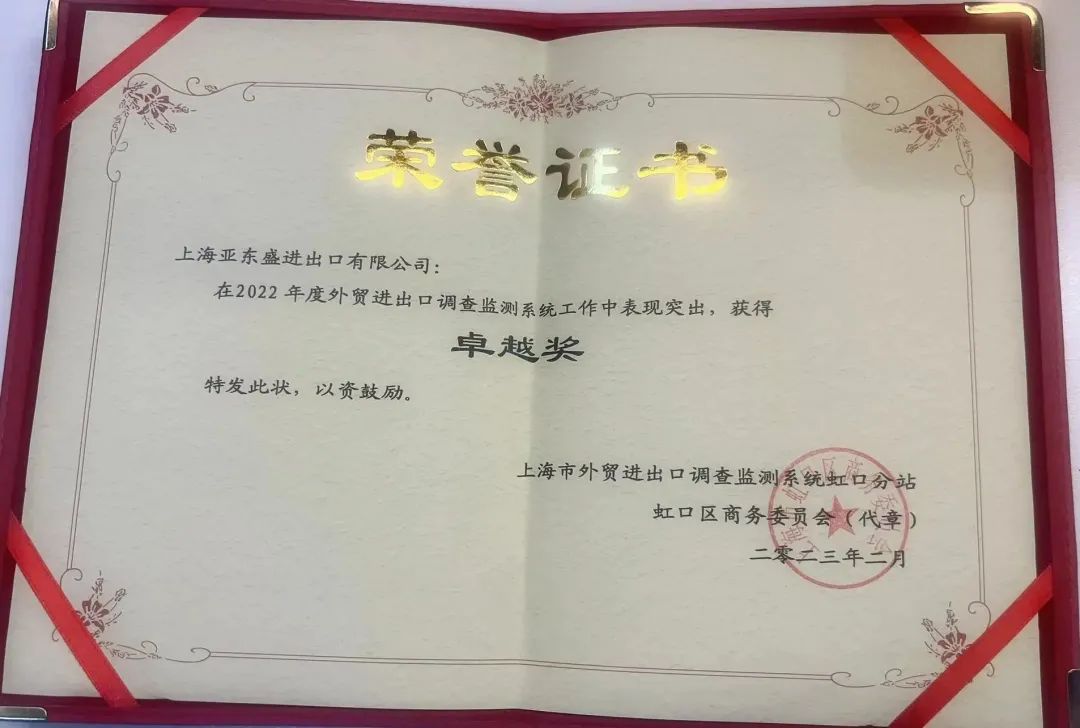 荣誉证书
上海亚东盛进出口有限公司:
在2022年度外贸进出口调查监测系统工作中表现突出，获得
卓越奖
特发此状，以资鼓励。
上海市外贸进出口调查监测系统虹口分站
虹口区商务委员会（代章）
二零二三年二月